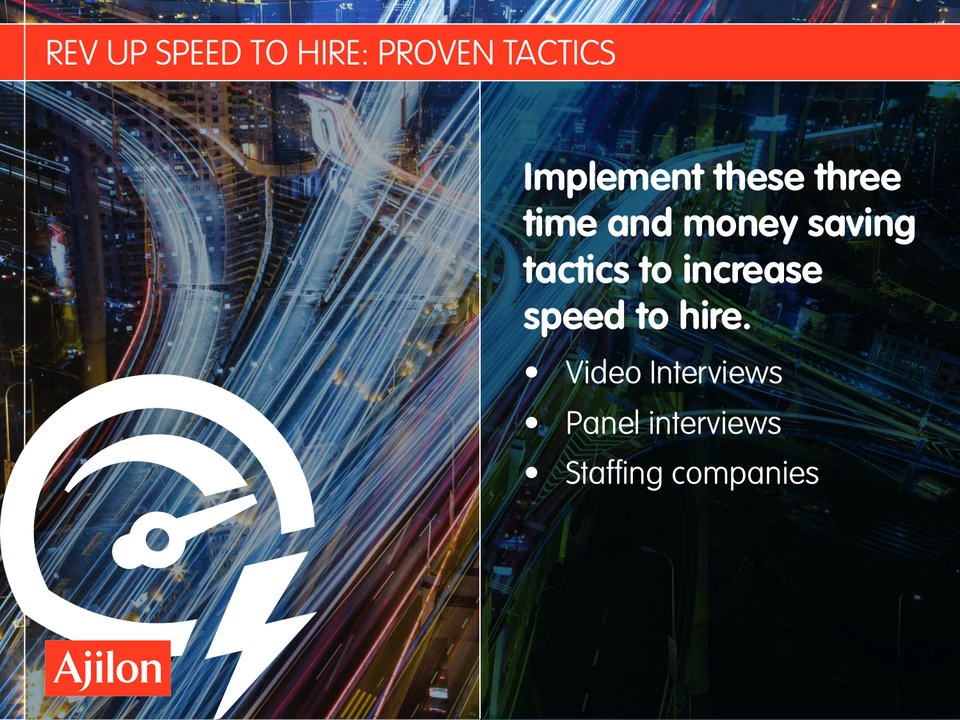 REV UP SPEED TO HIRE: PROVEN TACTICS
Implement these three
time and money saving
tactics to increase
speed to hire.
• Video Interviews
• Panel interviews
• Staffing companies
Ajilon